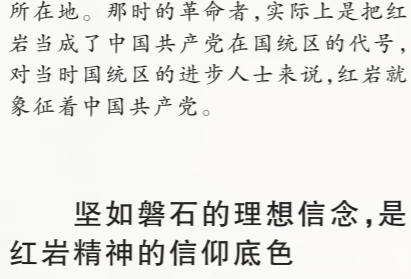 所在地。那时的革命者,实际上是把红
岩当成了中国共产党在国统区的代号,
对当时国统区的进步人士来说,红岩就
象征着中国共产党。
坚如磐石的理想信念,是
红岩精神的信仰底色